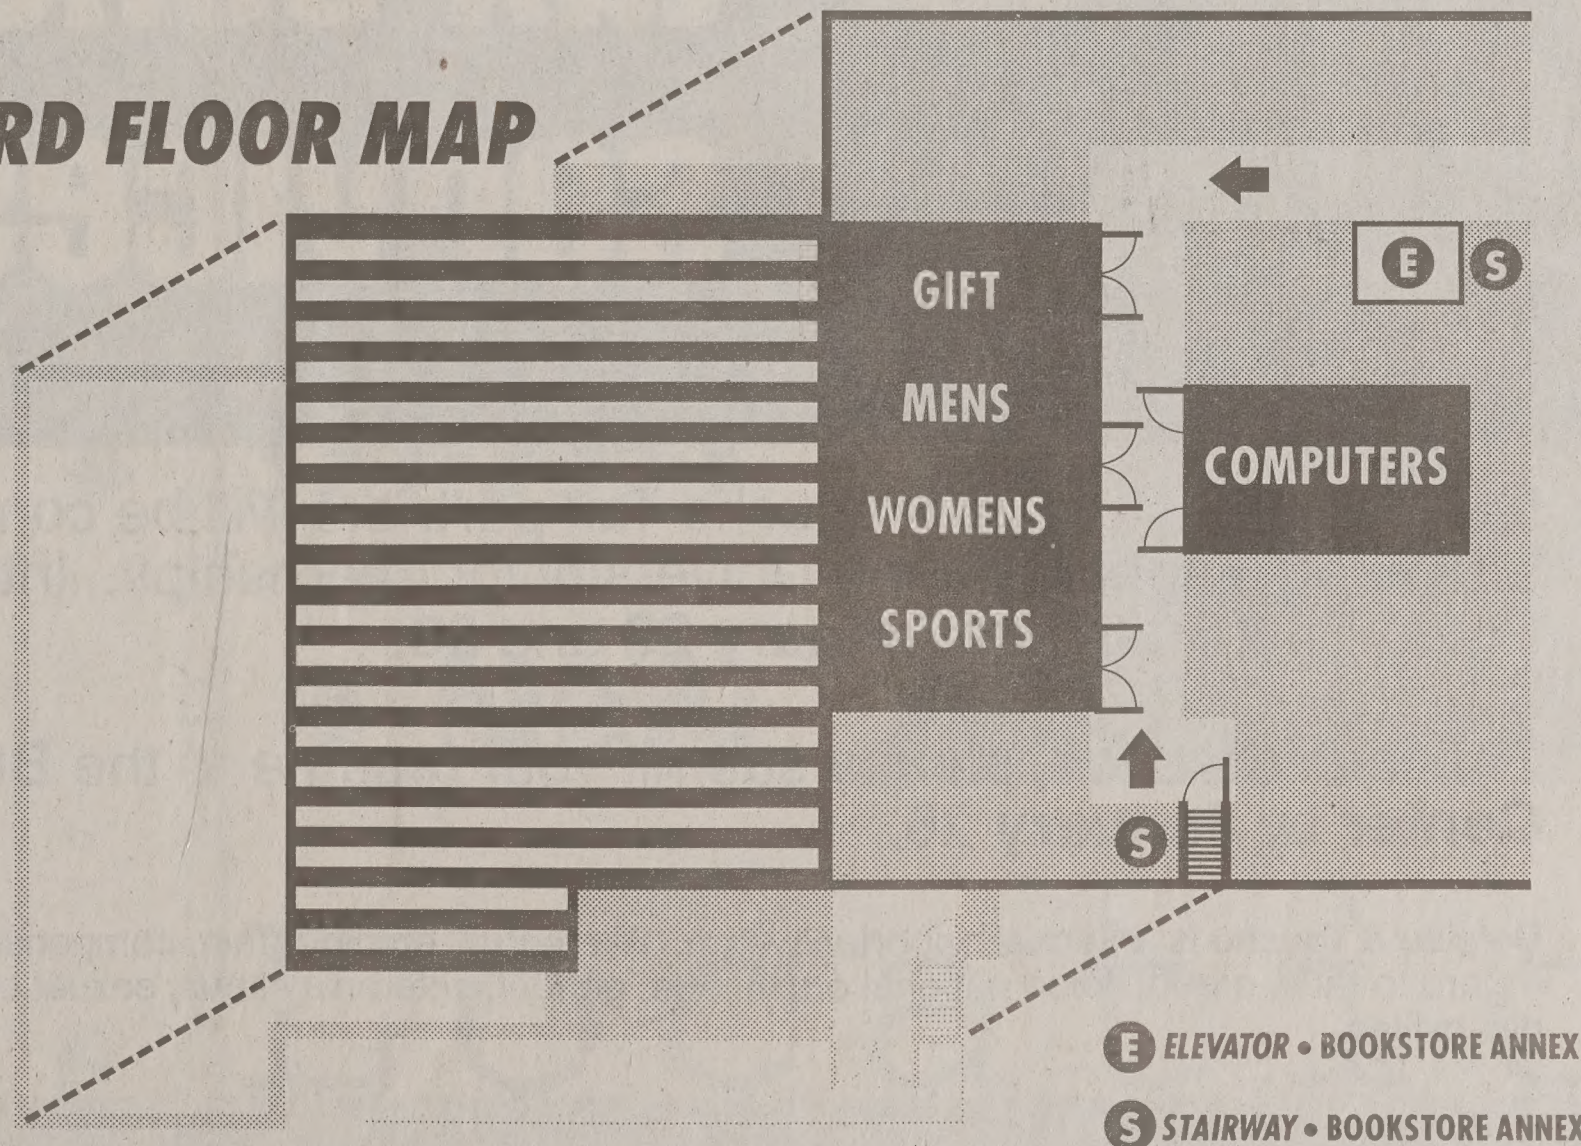 RD FLOOR MAP
E S
GIFT
MENS
COMPUTERS
WOMENS
SPORTS
S
E ELEVATOR • BOOKSTORE ANNEX
S STAIRWAY • BOOKSTORE ANNEX